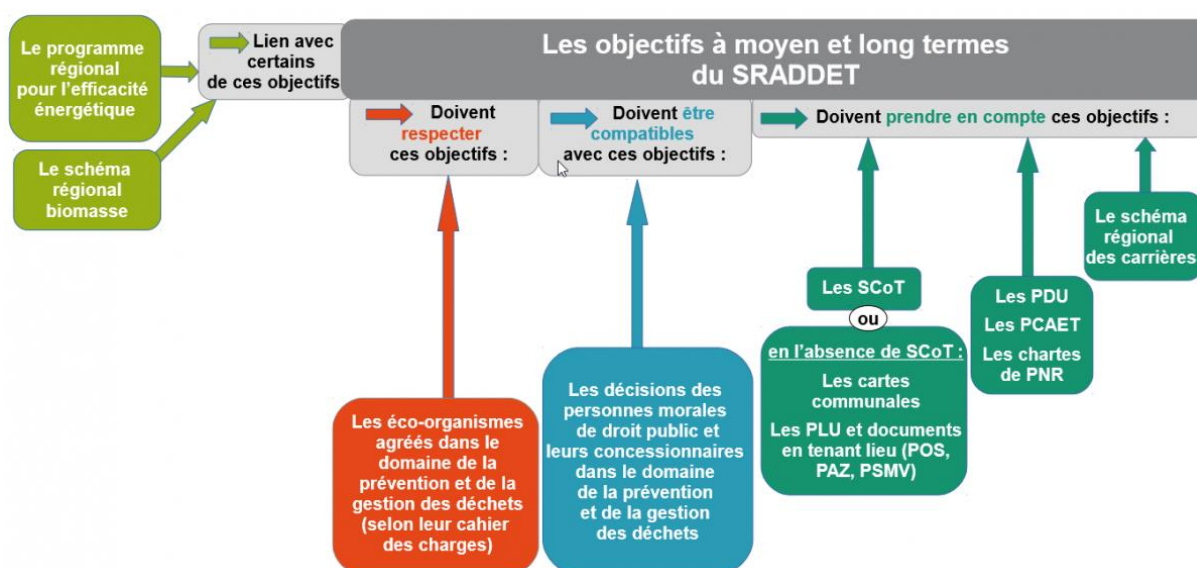 Le programme
régional
pour l'efficacité
énergétique
Le schéma
régional
biomasse
Lien avec
certains
de ces objectifs
Les objectifs à moyen et long termes
du SRADDET
Doivent
respecter
ces objectifs :
Doivent être
compatibles
avec ces objectifs :
Doivent prendre en compte ces objectifs :
Les éco-organismes
agréés dans le
domaine de la
prévention et de la
gestion des déchets
(selon leur cahier
des charges)
Les décisions des
personnes morales
de droit public et
leurs concessionnaires
dans le domaine
de la prévention
et de la gestion
des déchets
Les SCoT
ou
en l'absence de SCoT :
Les cartes
communales
Les PLU et documents
en tenant lieu (POS,
PAZ, PSMV)
Les PDU
Les PCAET
Les chartes
de PNR
Le schéma
régional
des carrières